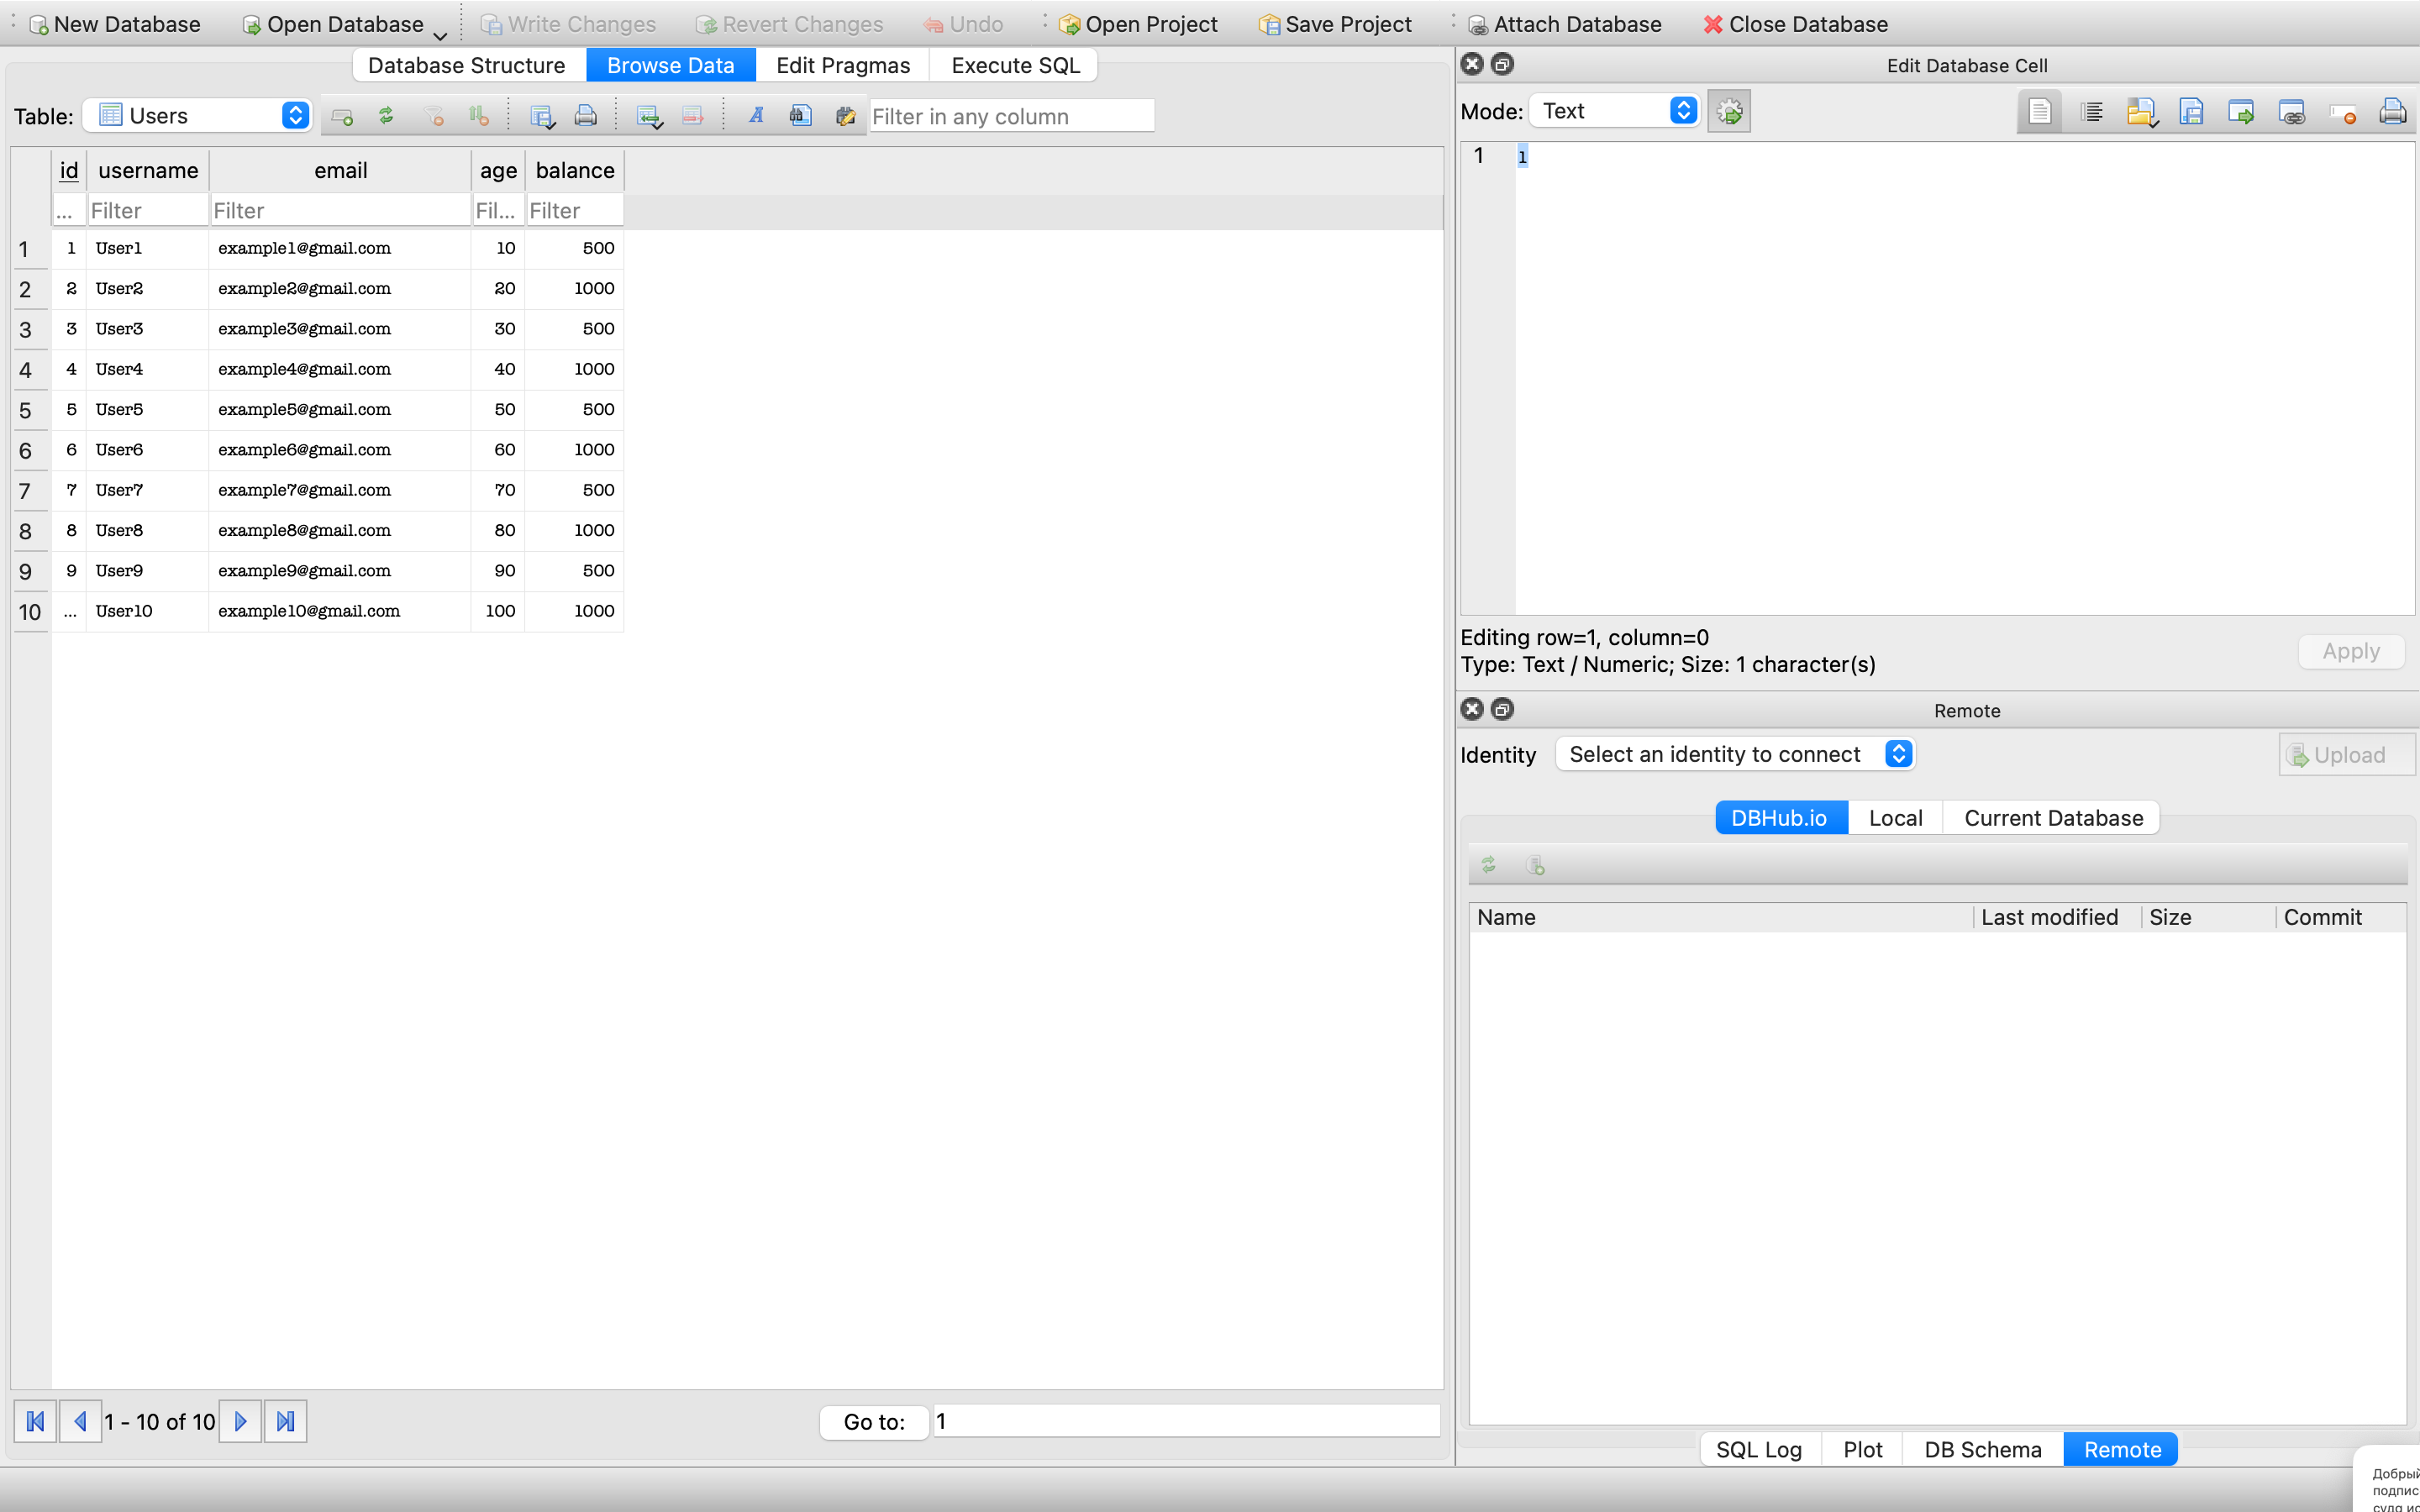 New Database Open Database Write Changes Revert Changes Undo Open Project Save Project Attach Database Close Database
Database Structure Browse Data Edit Pragmas Execute SQL
Table: Users Filter in any column
id username email age balance
... Filter Filter Fil... Filter
1 1 User1 example1@gmail.com 10 500
2 2 User2 example2@gmail.com 20 1000
3 3 User3 example3@gmail.com 30 500
4 4 User4 example4@gmail.com 40 1000
5 5 User5 example5@gmail.com 50 500
6 6 User6 example6@gmail.com 60 1000
7 7 User7 example7@gmail.com 70 500
8 8 User8 example8@gmail.com 80 1000
9 9 User9 example9@gmail.com 90 500
10 ... User10 example10@gmail.com 100 1000
1 - 10 of 10 Go to: 1
Edit Database Cell
Mode: Text
1 1
Editing row=1, column=0
Type: Text / Numeric; Size: 1 character(s)
Apply
Remote
Identity Select an identity to connect Upload
DBHub.io Local Current Database
Name Last modified Size Commit
SQL Log Plot DB Schema Remote